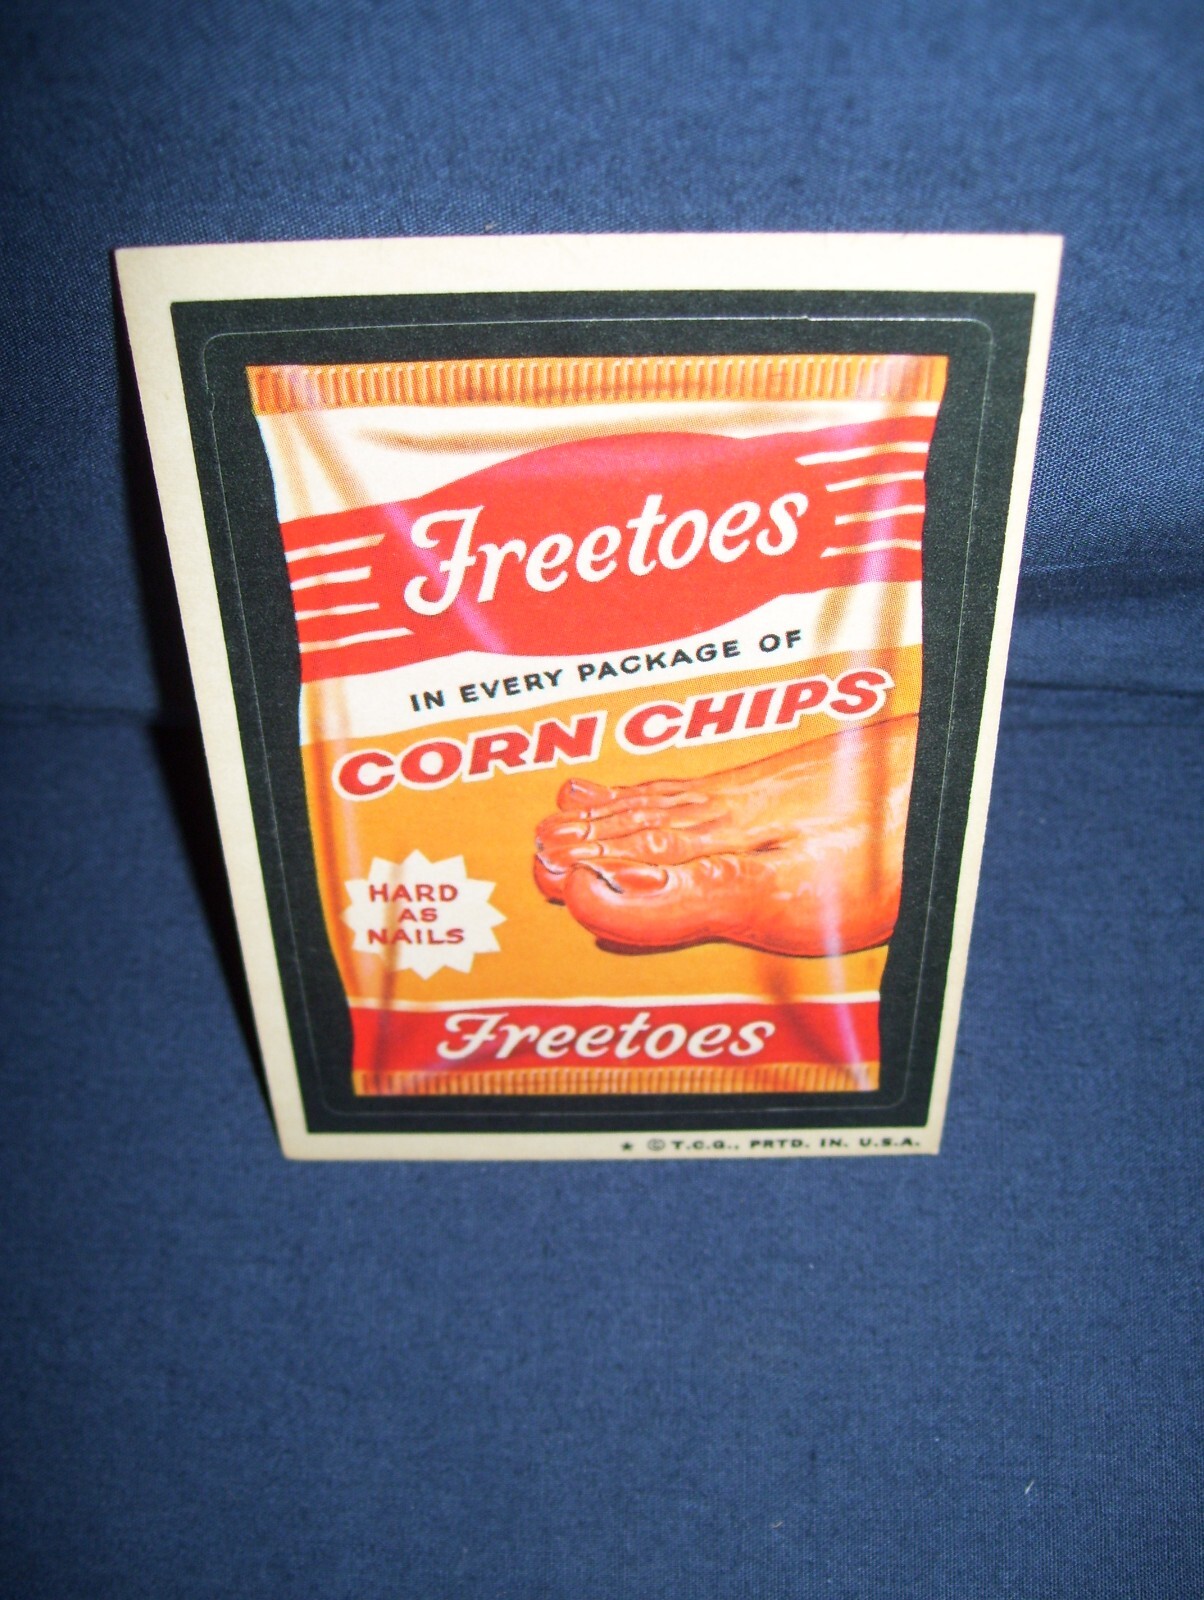 Freetoes
IN EVERY PACKAGE OF
CORN CHIPS
HARD
AS
NAILS
Freetoes
* © T.C.G., PRTD. IN. U.S.A.